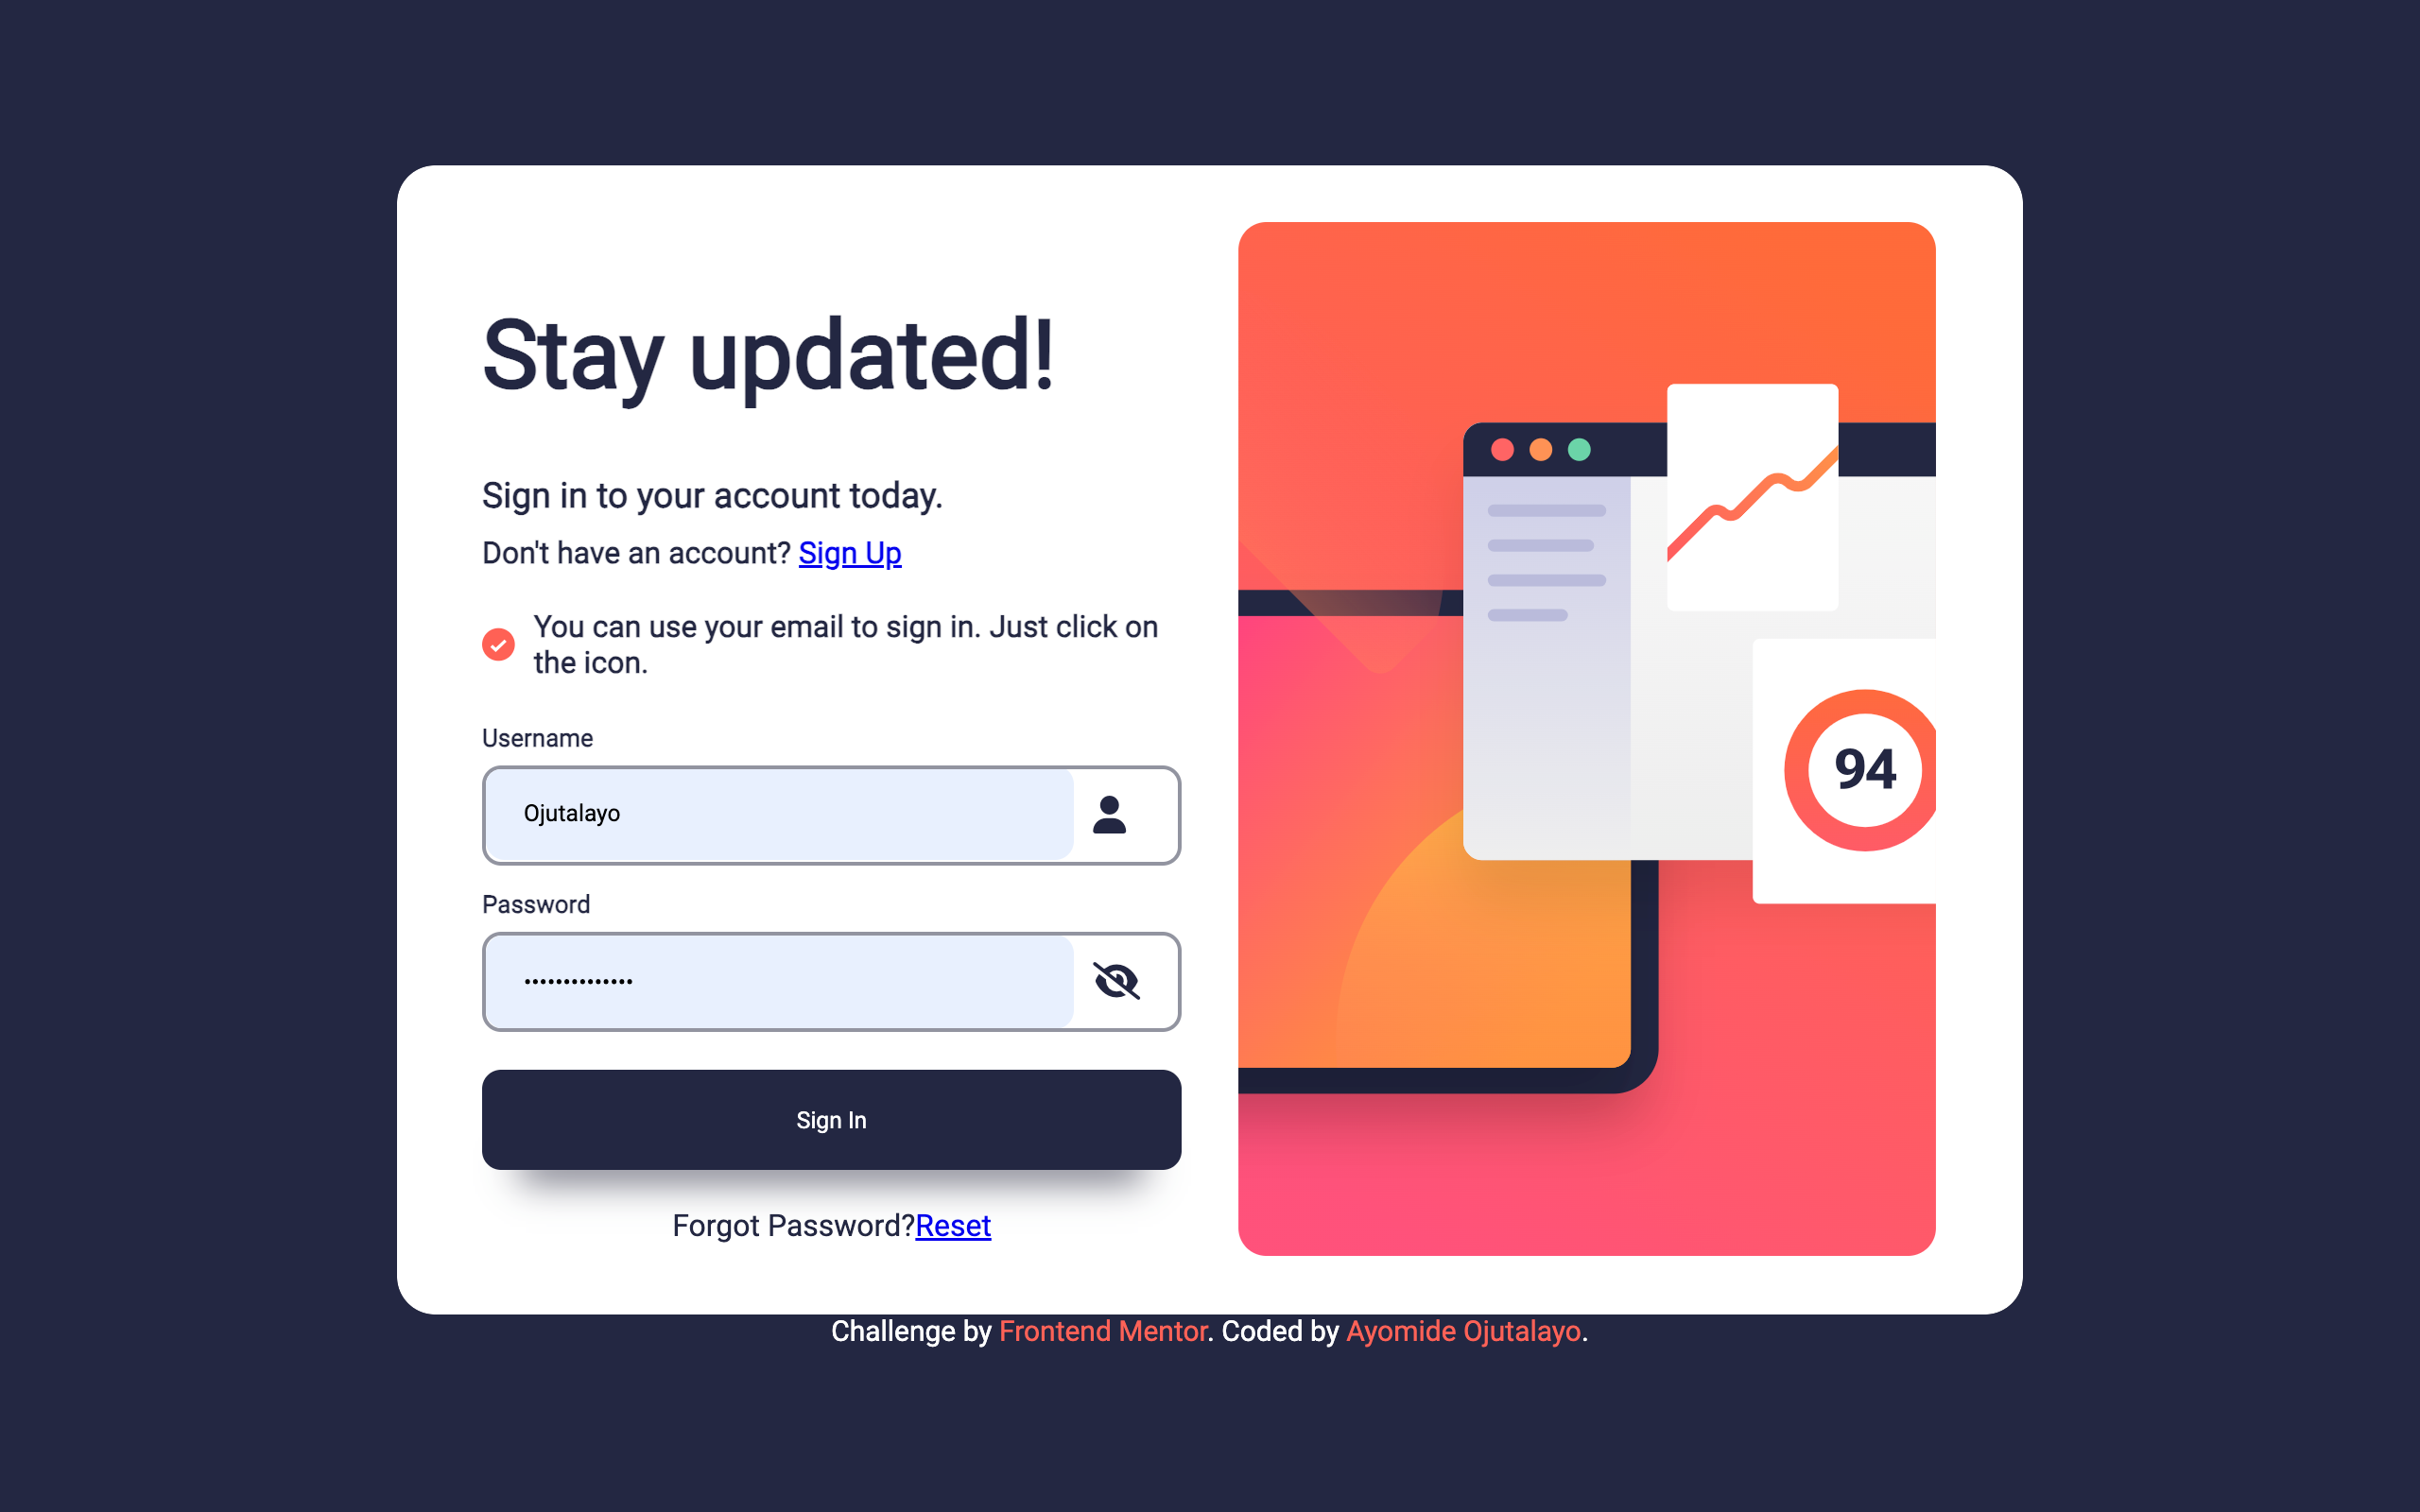 Stay updated!
Sign in to your account today.
Don't have an account? Sign Up
You can use your email to sign in. Just click on
the icon.
Username
Ojutalayo
Password
••••••••••••••
Sign In
Forgot Password?Reset
94
Challenge by Frontend Mentor. Coded by Ayomide Ojutalayo.